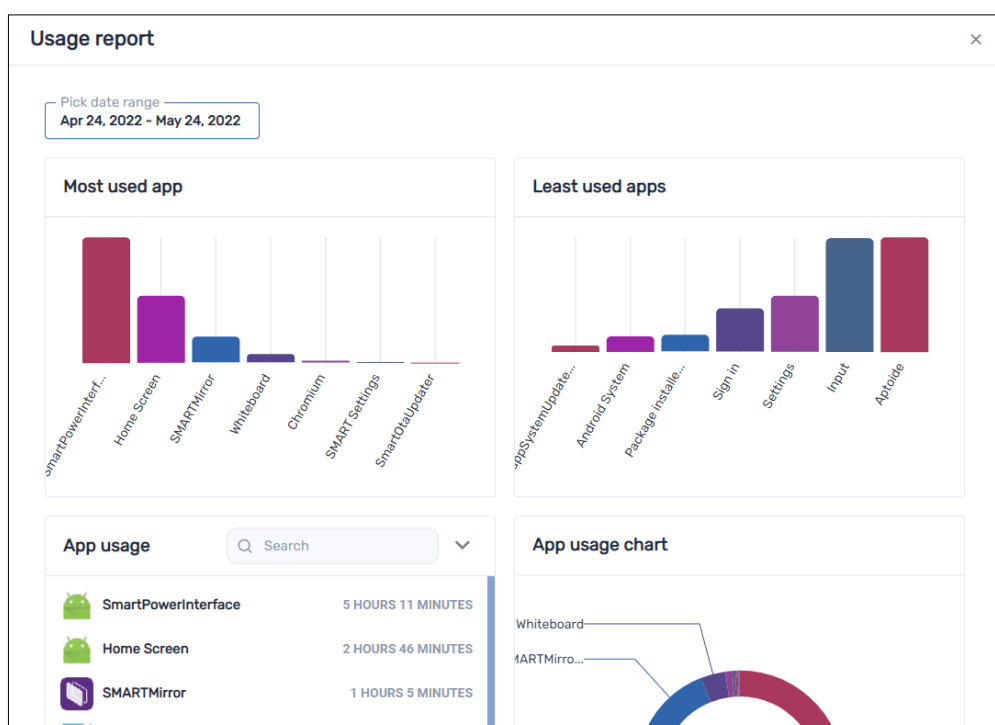 Usage report
Pick date range
Apr 24, 2022 - May 24, 2022
Most used app
SmartPowerInterf...
Home Screen
SMARTMirror
Whiteboard
Chromium
SMART Settings
SmartOtaUpdater
Least used apps
ppSystemUpdate...
Android System
Package installe...
Sign in
Settings
Input
Aptoide
App usage
Search
SmartPowerInterface
5 HOURS 11 MINUTES
Home Screen
2 HOURS 46 MINUTES
SMARTMirror
1 HOURS 5 MINUTES
App usage chart
Whiteboard
MARTMirro...